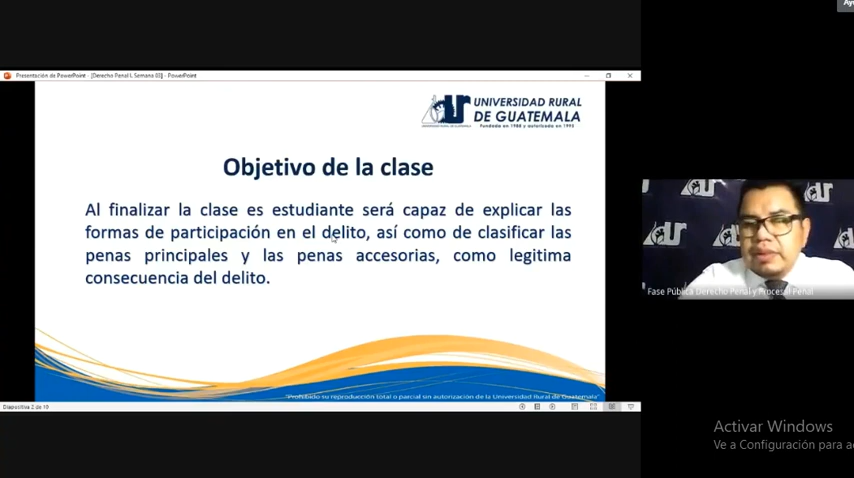 Presentación de PowerPoint - [Derecho Penal I, Semana 03] - PowerPoint
UNIVERSIDAD RURAL
DE GUATEMALA
Fundada en 1988 y autorizada en 1995
Objetivo de la clase
Al finalizar la clase es estudiante será capaz de explicar las
formas de participación en el delito, así como de clasificar las
penas principales y las penas accesorias, como legitima
consecuencia del delito.
"Prohibido su reproducción total o parcial sin autorización de la Universidad Rural de Guatemala"
Diapositiva 2 de 10
Fase Pública Derecho Penal y Procesal Penal
Activar Windows
Ve a Configuración para